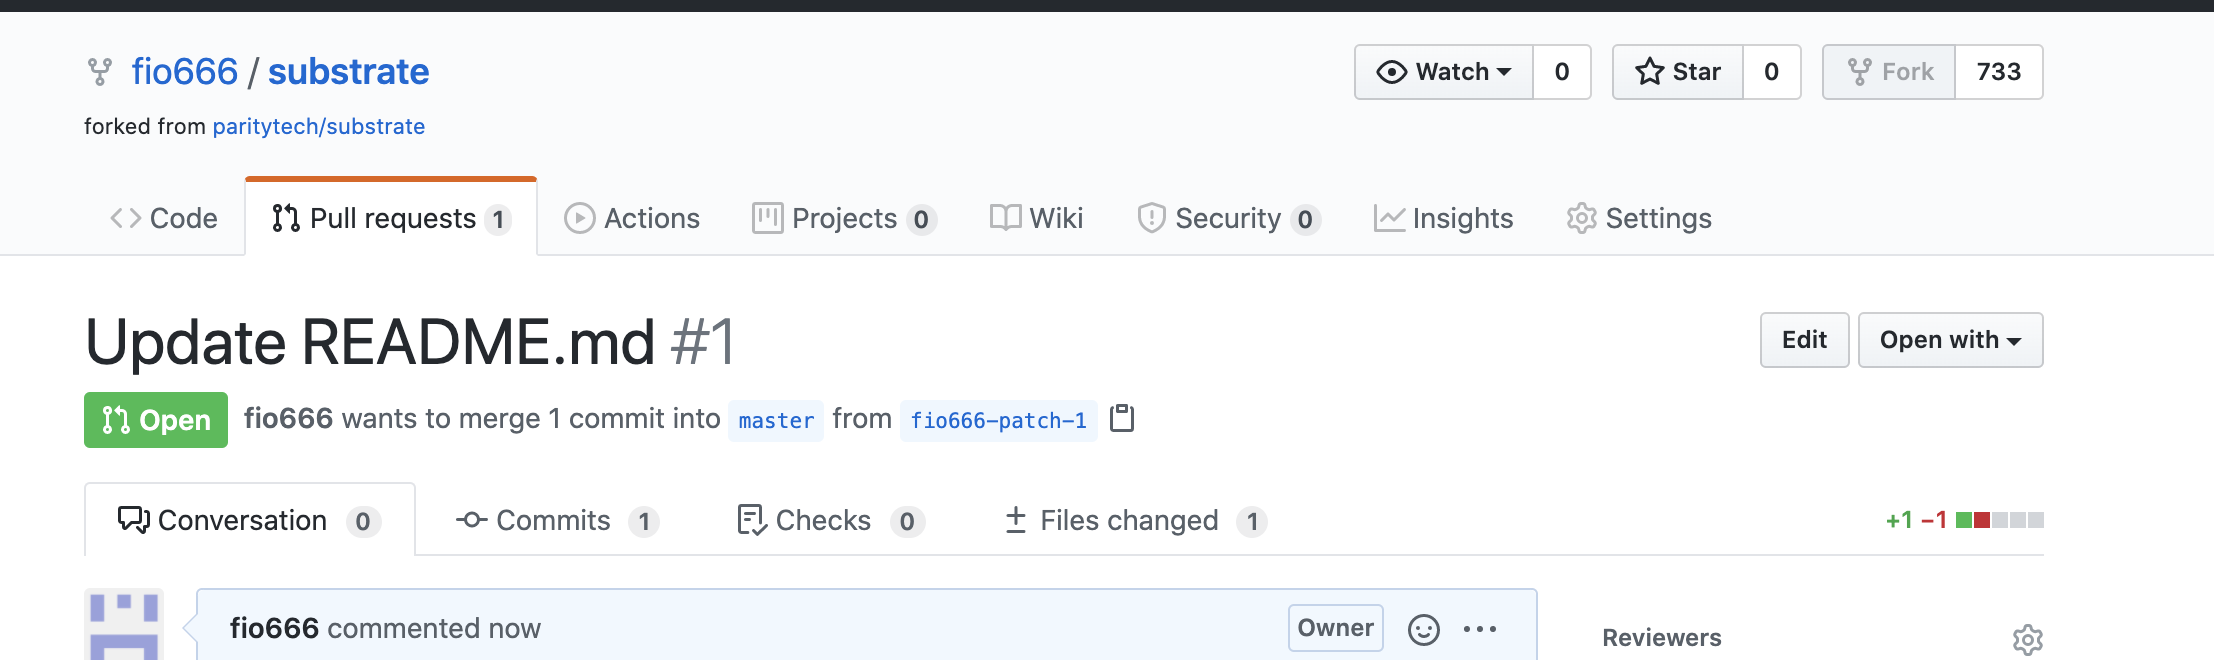 fio666 / substrate
Watch 0 Star 0 Fork 733
forked from paritytech/substrate
Code Pull requests 1 Actions Projects 0 Wiki Security 0 Insights Settings
Update README.md #1
Edit Open with
Open fio666 wants to merge 1 commit into master from fio666-patch-1
Conversation 0 Commits 1 Checks 0 Files changed 1 +1 −1
fio666 commented now Owner
Reviewers